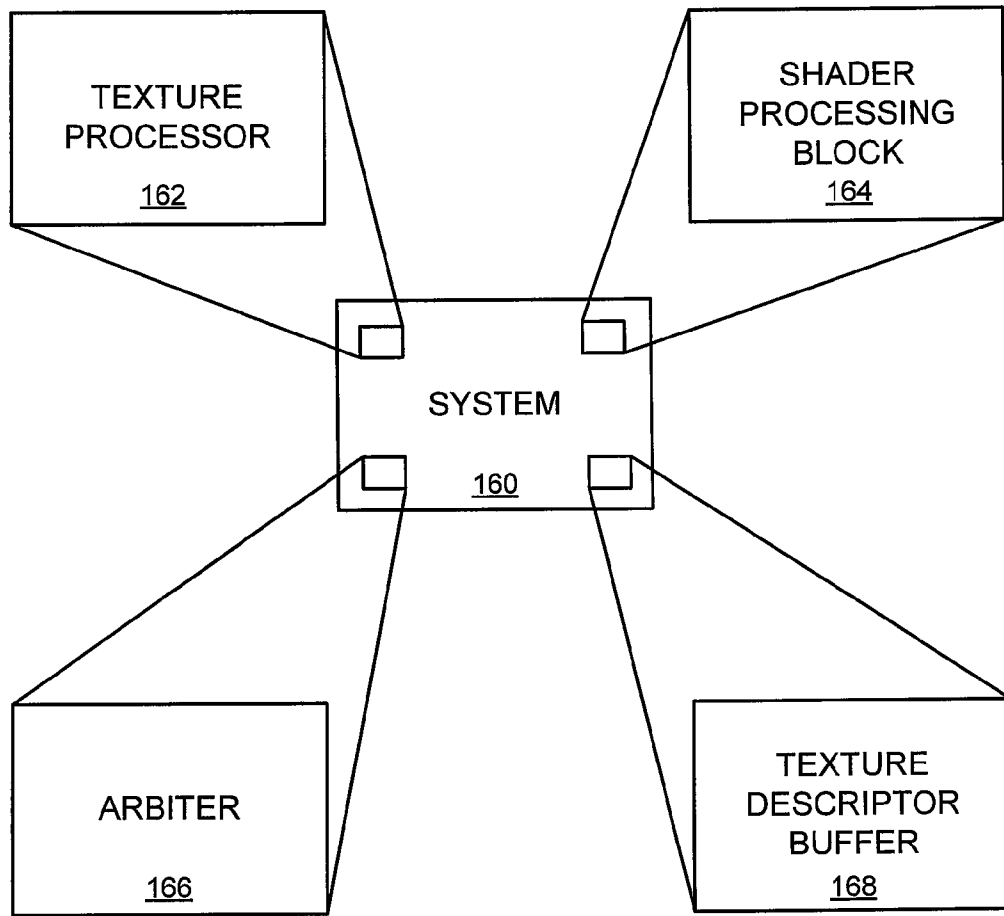 TEXTURE
PROCESSOR
162
SHADER
PROCESSING
BLOCK
164
SYSTEM
160
ARBITER
166
TEXTURE
DESCRIPTOR
BUFFER
168